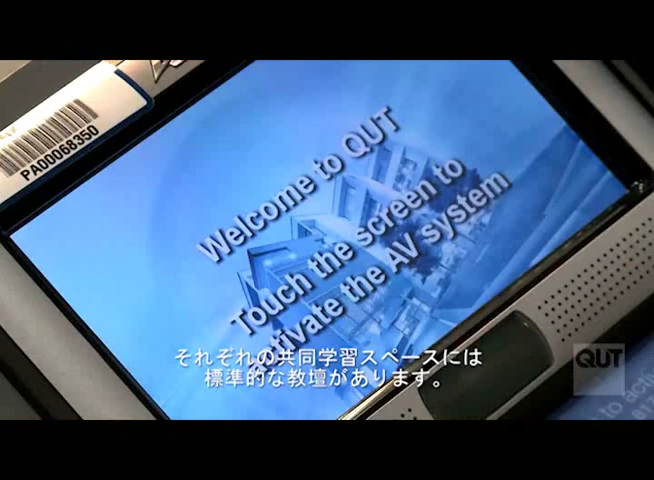 PA00068350
Welcome to QUT
Touch the screen to
activate the AV system
それぞれの共同学習スペースには
標準的な教壇があります。
QUT
to acti